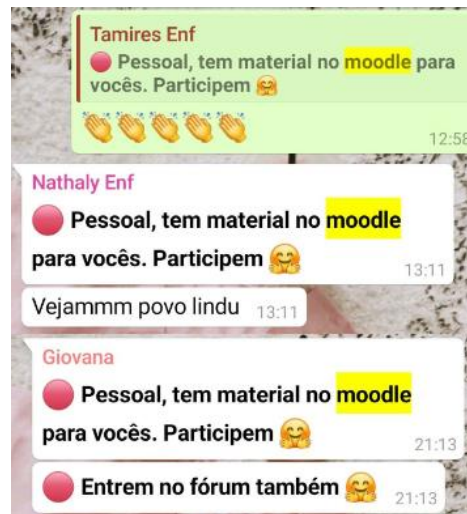 Tamires Enf
🔴 Pessoal, tem material no moodle para
vocês. Participem 🤗
👏👏👏👏👏
12:58
Nathaly Enf
🔴 Pessoal, tem material no moodle
para vocês. Participem 🤗
13:11
Vejammm povo lindu 13:11
Giovana
🔴 Pessoal, tem material no moodle
para vocês. Participem 🤗
21:13
🔴 Entrem no fórum também 🤗 21:13